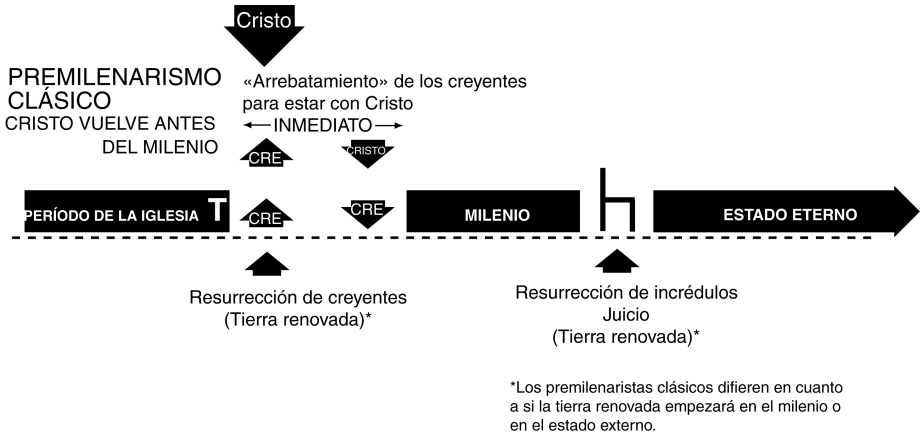 Cristo
PREMILENARISMO
CLÁSICO
CRISTO VUELVE ANTES
DEL MILENIO
«Arrebatamiento» de los creyentes
para estar con Cristo
INMEDIATO
CRE
CRISTO
PERÍODO DE LA IGLESIA T
CRE
CRE
MILENIO
ESTADO ETERNO
Resurrección de creyentes
(Tierra renovada)*
Resurrección de incrédulos
Juicio
(Tierra renovada)*
*Los premilenaristas clásicos difieren en cuanto
a si la tierra renovada empezará en el milenio o
en el estado externo.